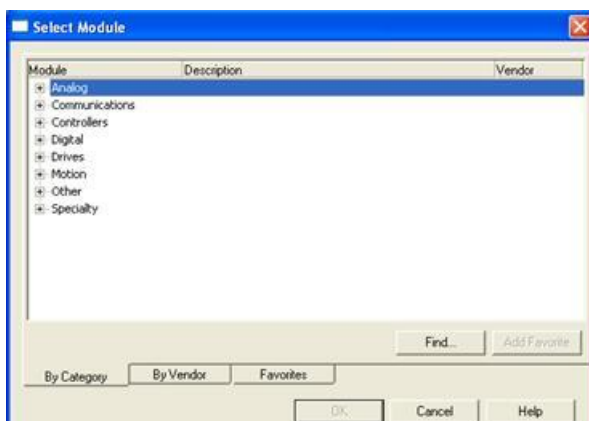 Select Module
Module Description Vendor
Analog
Communications
Controllers
Digital
Drives
Motion
Other
Specialty
Find... Add Favorite
By Category By Vendor Favorites
OK Cancel Help